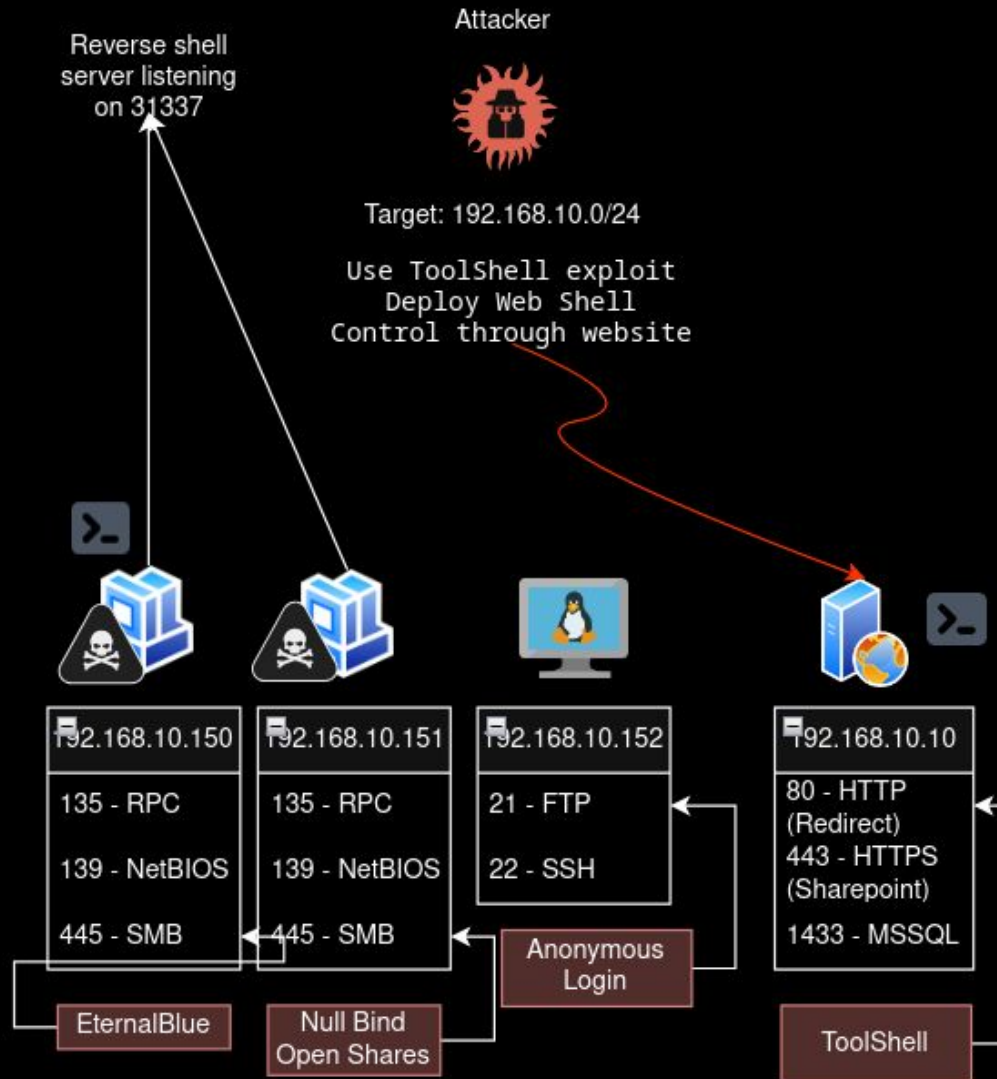 Attacker
Reverse shell
server listening
on 31337
Target: 192.168.10.0/24
Use ToolShell exploit
Deploy Web Shell
Control through website
192.168.10.150
135 - RPC
139 - NetBIOS
445 - SMB
EternalBlue
192.168.10.151
135 - RPC
139 - NetBIOS
445 - SMB
Null Bind
Open Shares
192.168.10.152
21 - FTP
22 - SSH
Anonymous
Login
192.168.10.10
80 - HTTP
(Redirect)
443 - HTTPS
(Sharepoint)
1433 - MSSQL
ToolShell